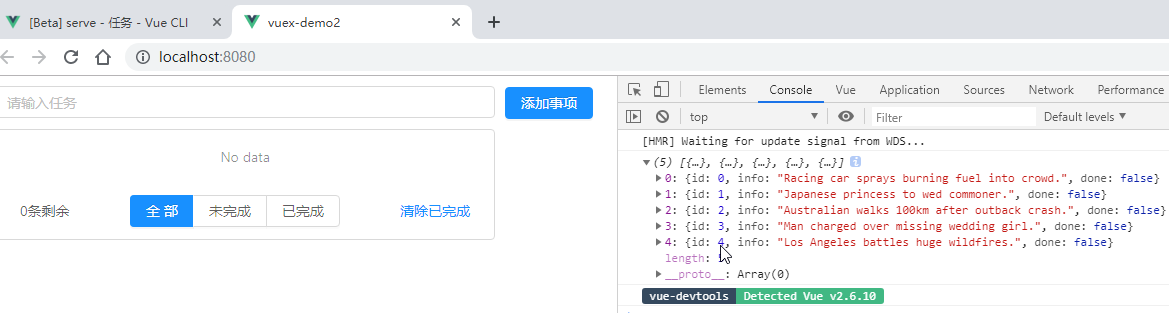 [Beta] serve - 任务 - Vue CLI
vuex-demo2
localhost:8080
请输入任务
添加事项
No data
0条剩余
全 部
未完成
已完成
清除已完成
Elements Console Vue Application Sources Network Performance
top
Filter
Default levels ▼
[HMR] Waiting for update signal from WDS...
(5) [{…}, {…}, {…}, {…}, {…}]
0: {id: 0, info: "Racing car sprays burning fuel into crowd.", done: false}
1: {id: 1, info: "Japanese princess to wed commoner.", done: false}
2: {id: 2, info: "Australian walks 100km after outback crash.", done: false}
3: {id: 3, info: "Man charged over missing wedding girl.", done: false}
4: {id: 4, info: "Los Angeles battles huge wildfires.", done: false}
length:
__proto__: Array(0)
vue-devtools Detected Vue v2.6.10